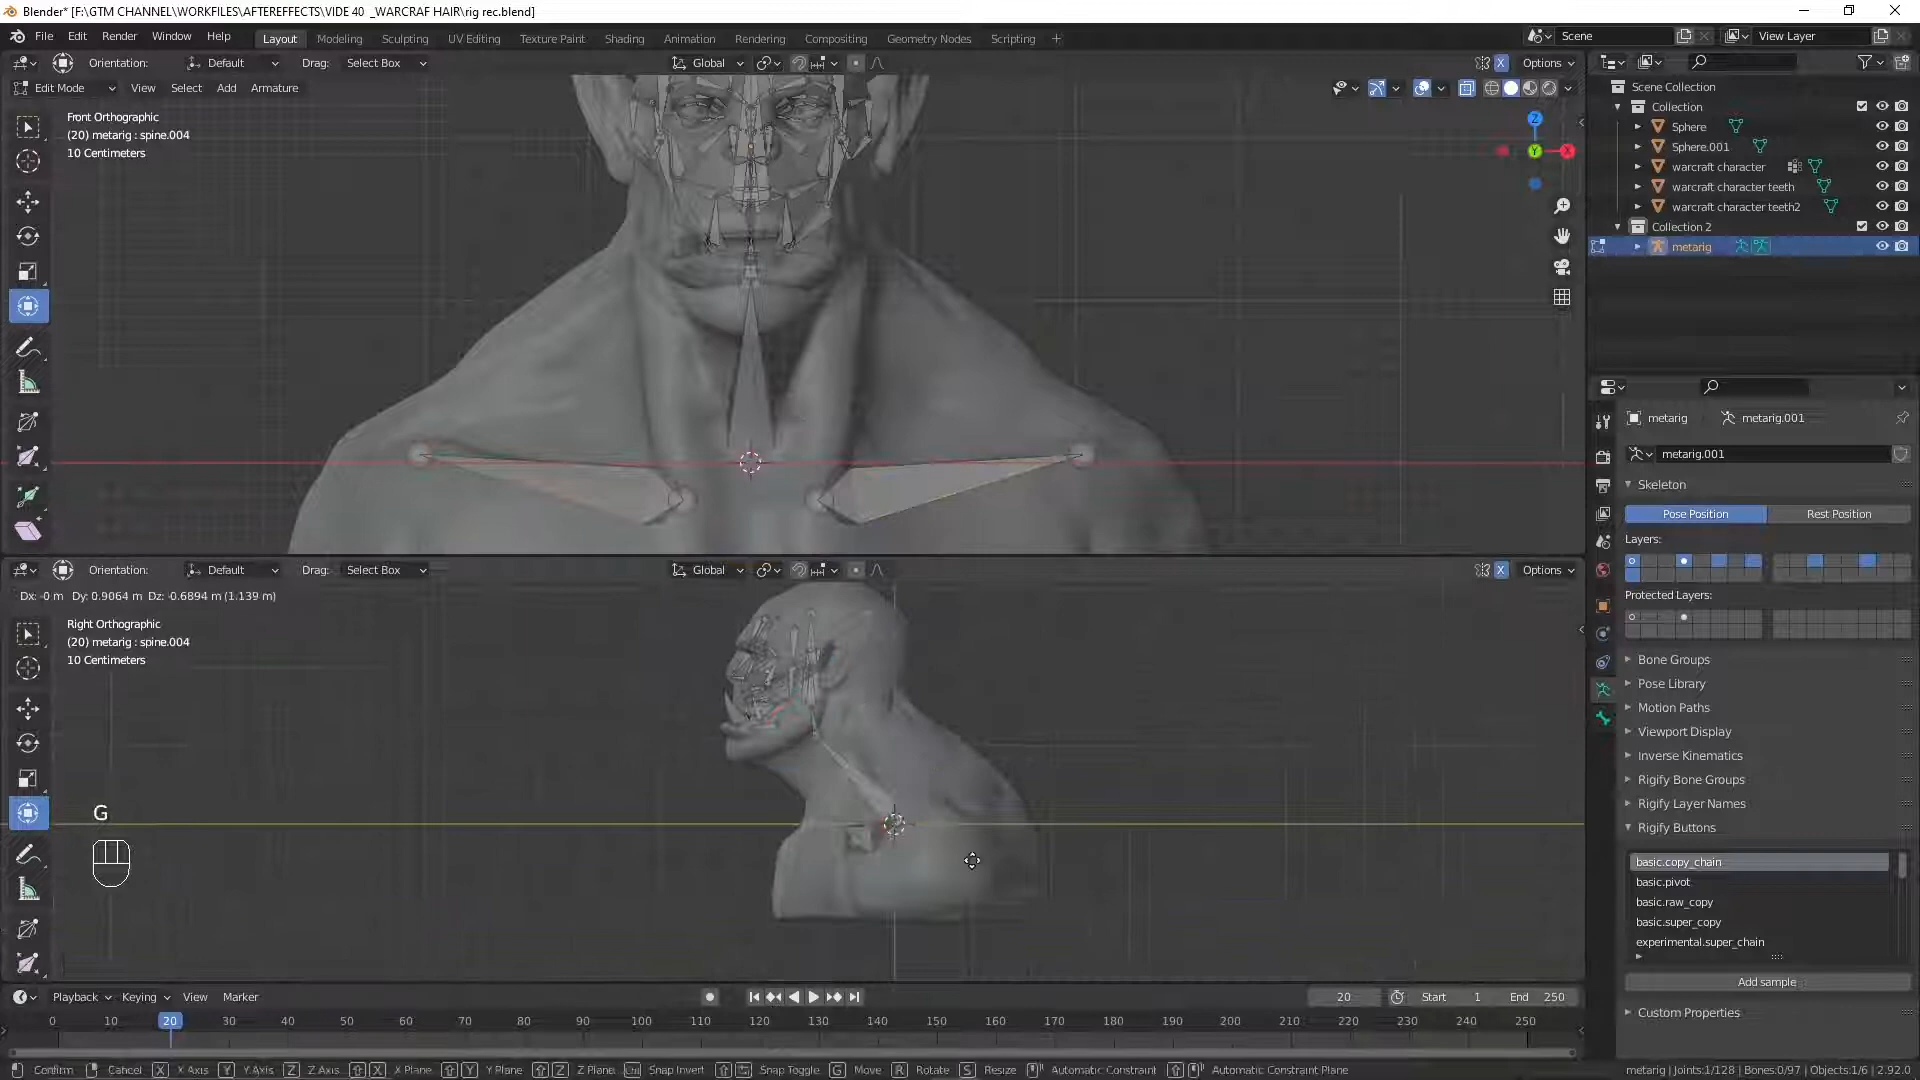 Blender* [F:\GTM CHANNEL\WORKFILES\AFTEREFFECTS\VIDE 40 _WARCRAF HAIR\rig rec.blend]
File Edit Render Window Help Layout Modeling Sculpting UV Editing Texture Paint Shading Animation Rendering Compositing Geometry Nodes Scripting + Scene View Layer
Orientation: Default Drag: Select Box Global X Options
Edit Mode View Select Add Armature
Front Orthographic
(20) metarig : spine.004
10 Centimeters
Z
Y X
Scene Collection
Collection
Sphere
Sphere.001
warcraft character
warcraft character teeth
warcraft character teeth2
Collection 2
metarig
metarig metarig.001
metarig.001
Skeleton
Pose Position Rest Position
Layers:
Protected Layers:
Bone Groups
Pose Library
Motion Paths
Viewport Display
Inverse Kinematics
Rigify Bone Groups
Rigify Layer Names
Rigify Buttons
basic.copy_chain
basic.pivot
basic.raw_copy
basic.super_copy
experimental.super_chain
Add sample
Custom Properties
Orientation: Default Drag: Select Box Global X Options
Dx: -0 m Dy: 0.9064 m Dz: -0.6894 m (1.139 m)
Right Orthographic
(20) metarig : spine.004
10 Centimeters
G
Playback Keying View Marker 20 Start 1 End 250
0 10 20 30 40 50 60 70 80 90 100 110 120 130 140 150 160 170 180 190 200 210 220 230 240 250
Confirm Cancel X X Axis Y Y Axis Z Z Axis X X Plane Y Y Plane Z Z Plane Ctrl Snap Invert Snap Toggle G Move R Rotate S Resize Automatic Constraint Automatic Constraint Plane metarig | Joints:1/128 | Bones:0/97 | Objects:1/6 | 2.92.0